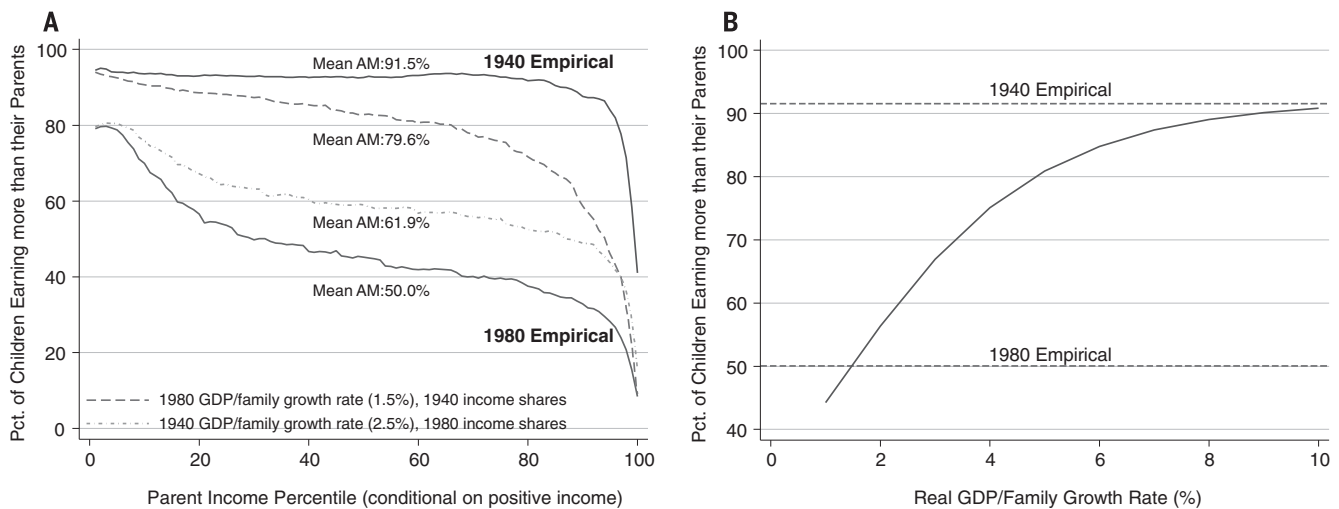 A
Pct. of Children Earning more than their Parents
100
80
60
40
20
0
Mean AM:91.5%
1940 Empirical
Mean AM:79.6%
Mean AM:61.9%
Mean AM:50.0%
1980 Empirical
1980 GDP/family growth rate (1.5%), 1940 income shares
1940 GDP/family growth rate (2.5%), 1980 income shares
0 20 40 60 80 100
Parent Income Percentile (conditional on positive income)
B
Pct. of Children Earning more than their Parents
100
90
80
70
60
50
40
1940 Empirical
1980 Empirical
0 2 4 6 8 10
Real GDP/Family Growth Rate (%)